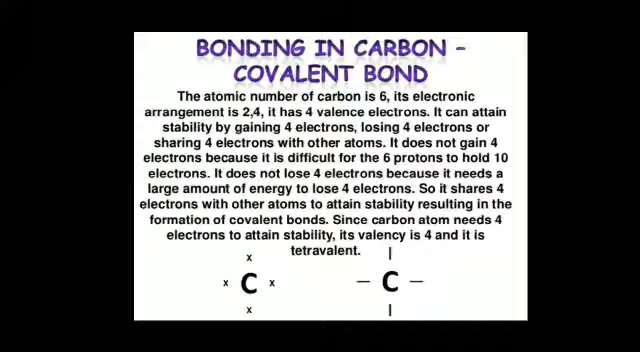 BONDING IN CARBON –
COVALENT BOND
The atomic number of carbon is 6, its electronic
arrangement is 2,4, it has 4 valence electrons. It can attain
stability by gaining 4 electrons, losing 4 electrons or
sharing 4 electrons with other atoms. It does not gain 4
electrons because it is difficult for the 6 protons to hold 10
electrons. It does not lose 4 electrons because it needs a
large amount of energy to lose 4 electrons. So it shares 4
electrons with other atoms to attain stability resulting in the
formation of covalent bonds. Since carbon atom needs 4
electrons to attain stability, its valency is 4 and it is
tetravalent.
x |
x C x — C —
x |